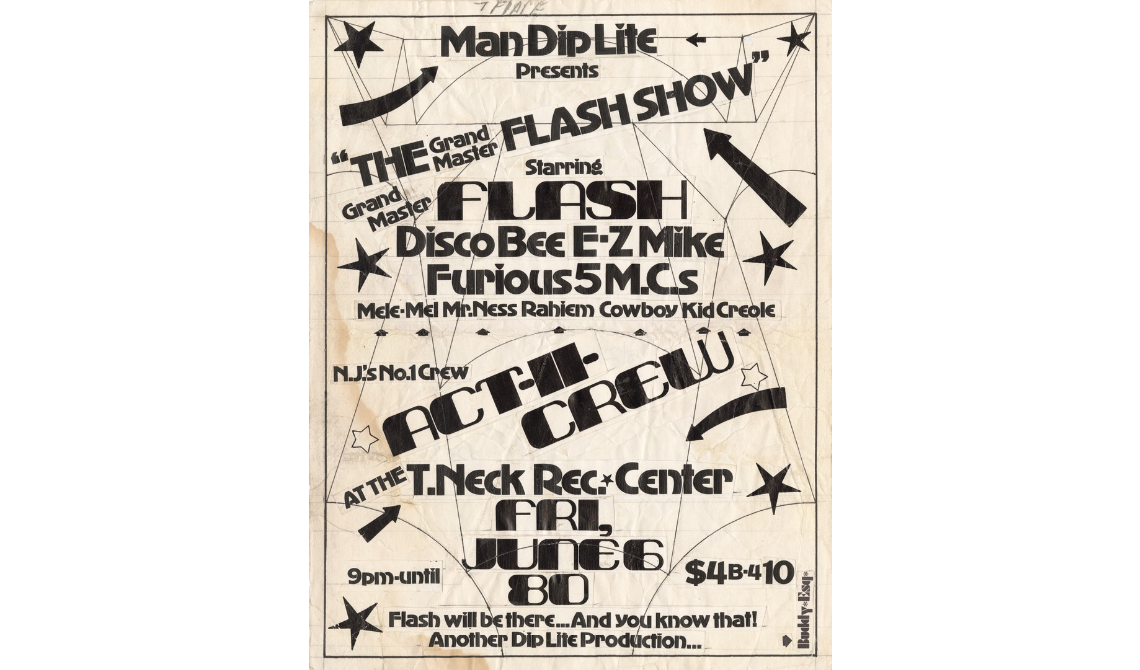 Man Dip Lite
Presents
"THE Grand Master FLASH SHOW"
Starring
Grand Master FLASH
Disco Bee E-Z Mike
Furious 5 M.C.s
Mele-Mel Mr.Ness Rahiem Cowboy Kid Creole
N.J.'s No.1 Crew
ACT-II-
CREW
AT THE T.Neck Rec. Center
FRI,
JUNE 6
80
9pm-until
$4 B-4 10
Flash will be there...And you know that!
Another Dip Lite Production...
Buddy*Esq*